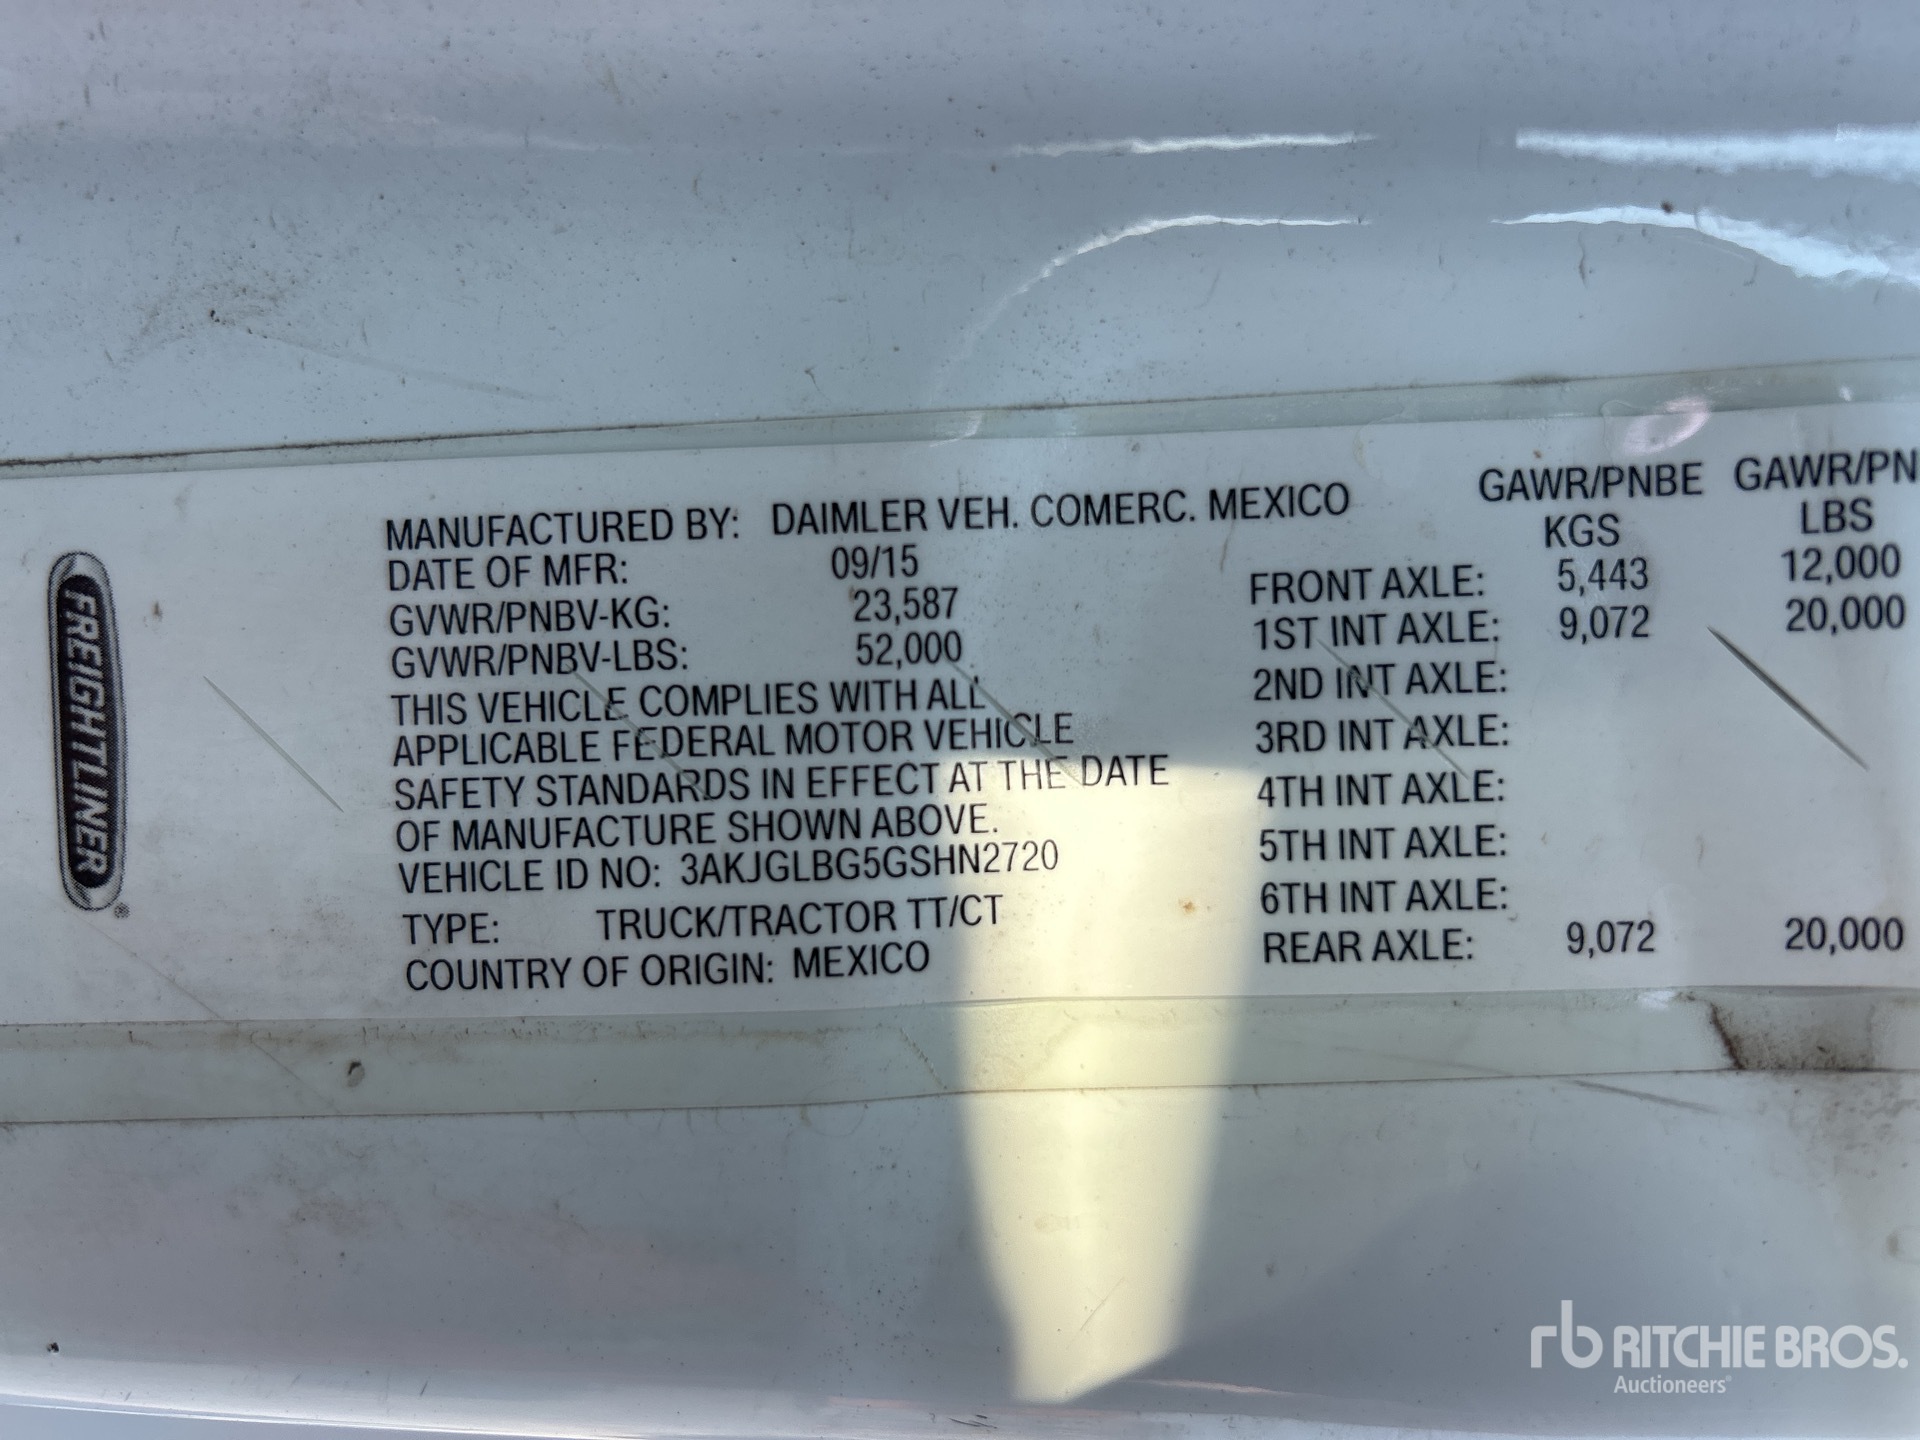 FREIGHTLINER®
MANUFACTURED BY: DAIMLER VEH. COMERC. MEXICO
DATE OF MFR: 09/15
GVWR/PNBV-KG: 23,587
GVWR/PNBV-LBS: 52,000
THIS VEHICLE COMPLIES WITH ALL
APPLICABLE FEDERAL MOTOR VEHICLE
SAFETY STANDARDS IN EFFECT AT THE DATE
OF MANUFACTURE SHOWN ABOVE.
VEHICLE ID NO: 3AKJGLBG5GSHN2720
TYPE: TRUCK/TRACTOR TT/CT
COUNTRY OF ORIGIN: MEXICO
GAWR/PNBE GAWR/PN
KGS LBS
FRONT AXLE: 5,443 12,000
1ST INT AXLE: 9,072 20,000
2ND INT AXLE:
3RD INT AXLE:
4TH INT AXLE:
5TH INT AXLE:
6TH INT AXLE:
REAR AXLE: 9,072 20,000
rb RITCHIE BROS.
Auctioneers